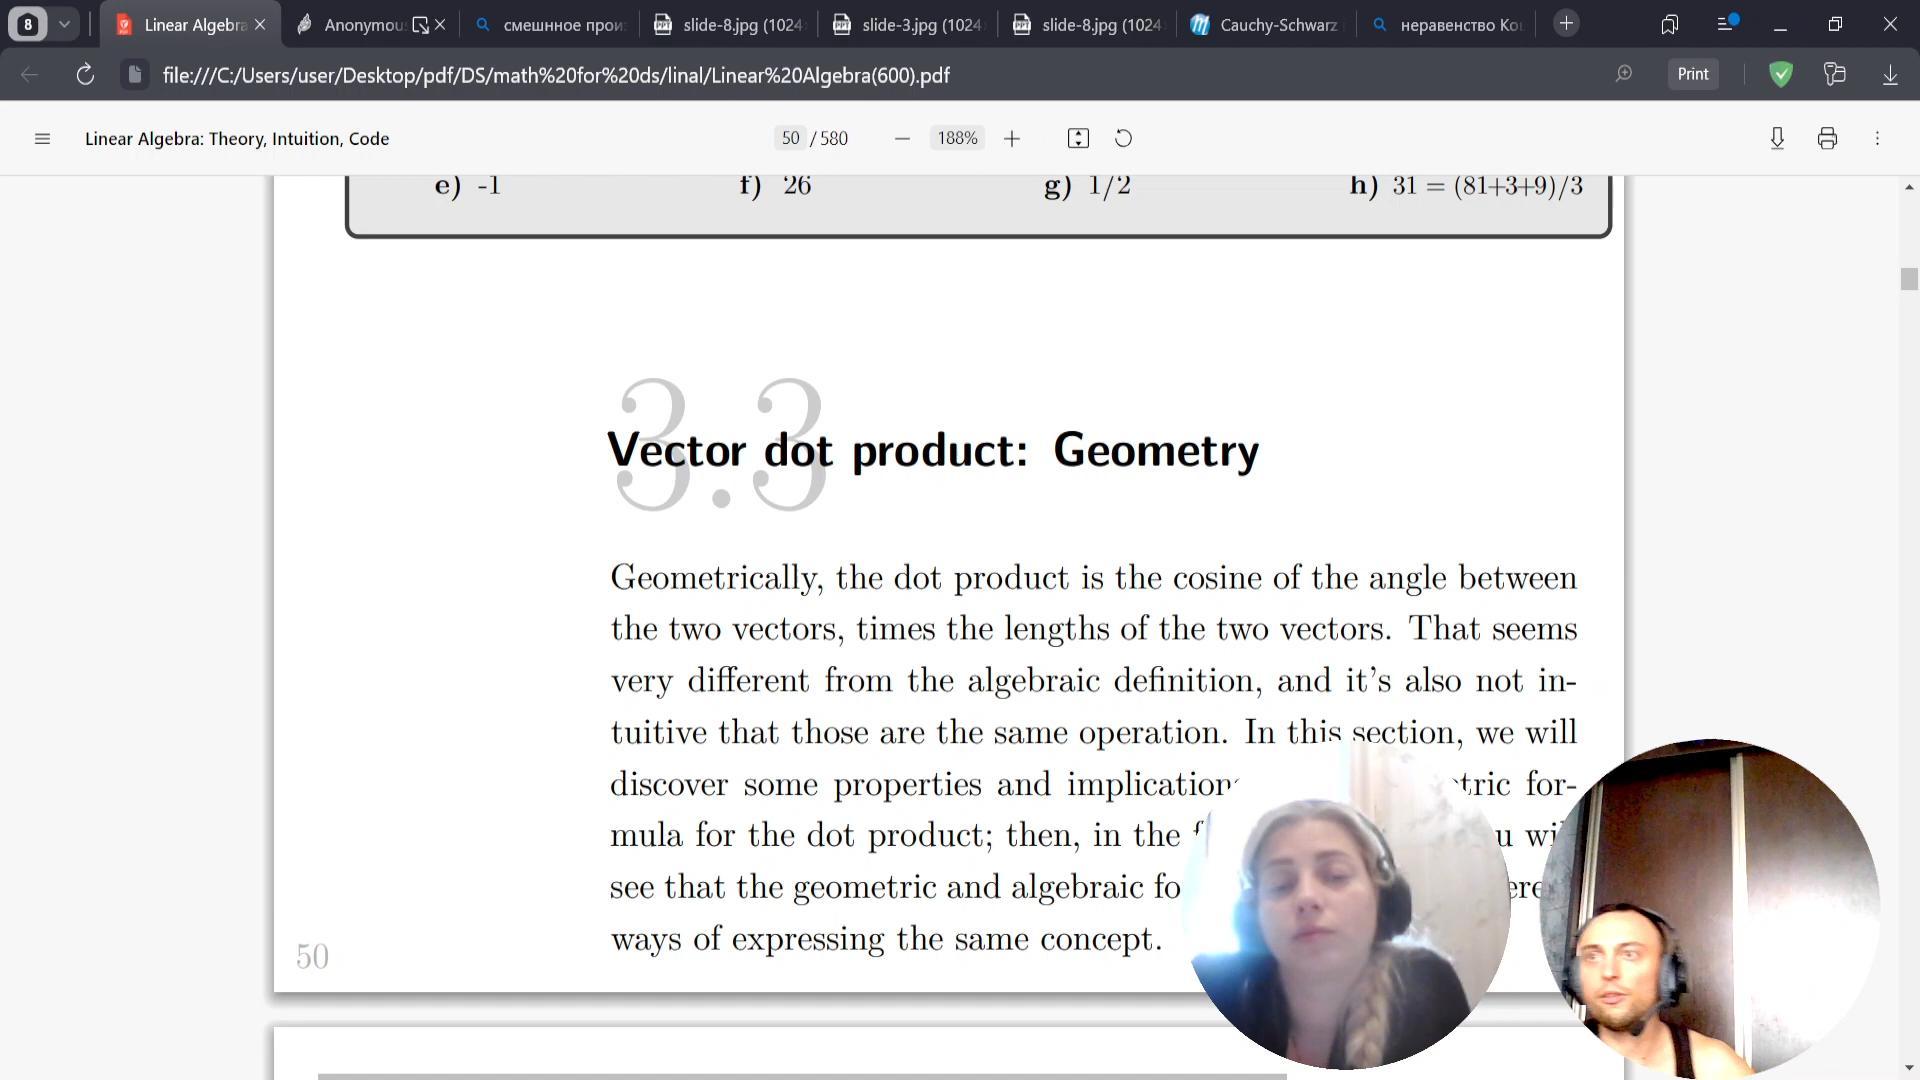 8
Linear Algebra
Anonymou
смешнное прои
slide-8.jpg (1024
slide-3.jpg (1024
slide-8.jpg (1024
Cauchy-Schwarz
неравенство Ко
file:///C:/Users/user/Desktop/pdf/DS/math%20for%20ds/linal/Linear%20Algebra(600).pdf
Print
Linear Algebra: Theory, Intuition, Code
50 / 580
188%
e) -1 f) 26 g) 1/2 h) 31 = (81+3+9)/3
3.3
Vector dot product: Geometry
Geometrically, the dot product is the cosine of the angle between
the two vectors, times the lengths of the two vectors. That seems
very different from the algebraic definition, and it's also not in-
tuitive that those are the same operation. In this section, we will
discover some properties and implication tric for-
mula for the dot product; then, in the wil
see that the geometric and algebraic fo
ways of expressing the same concept.
50